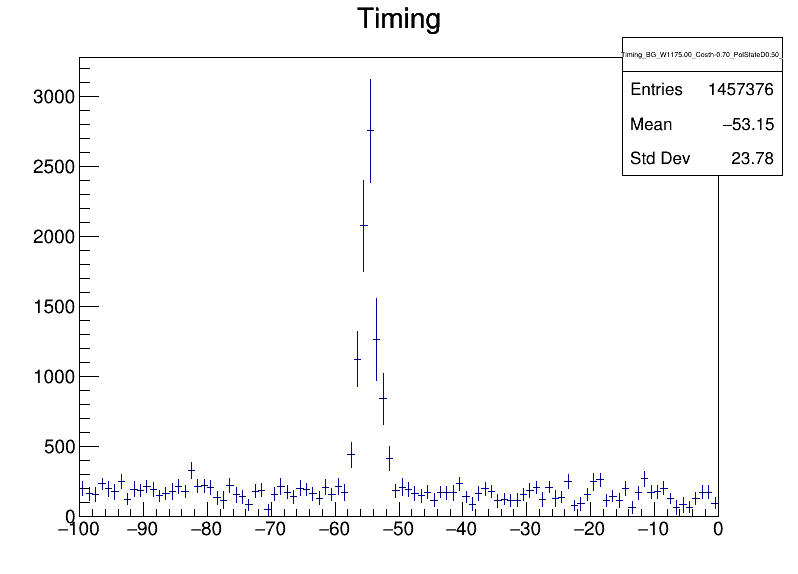 Timing
Timing_BG_W1175.00_Costh-0.70_PolStateD0.50_
Entries 1457376
Mean −53.15
Std Dev 23.78
3000
2500
2000
1500
1000
500
0
−100 −90 −80 −70 −60 −50 −40 −30 −20 −10 0